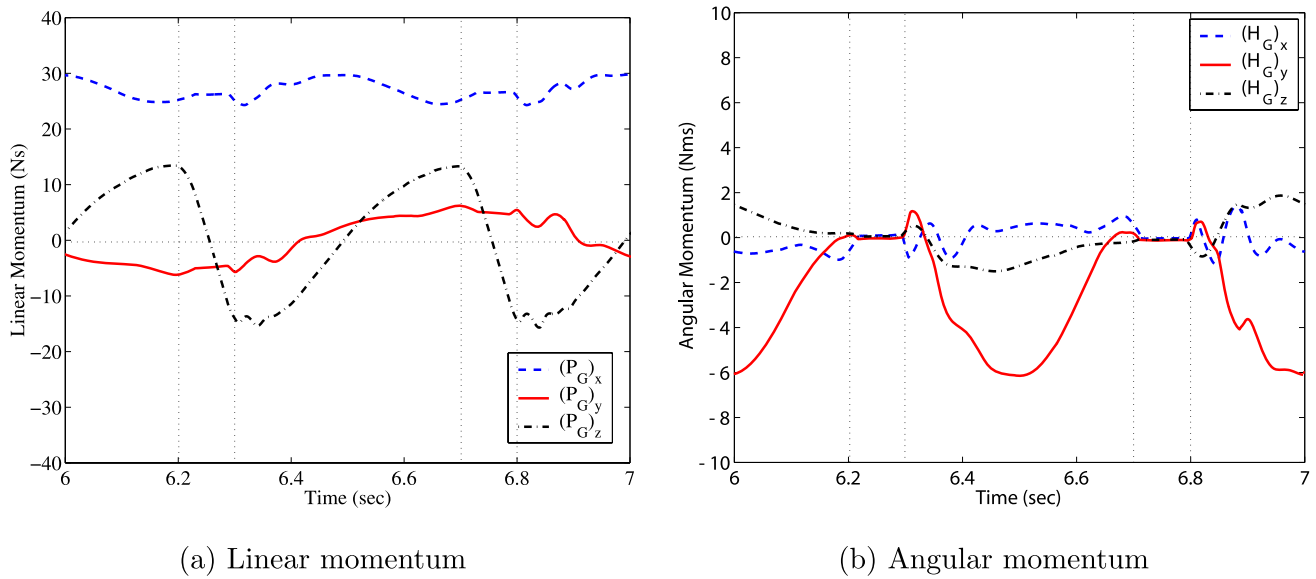 40
30
20
10
0
−10
−20
−30
−40
Linear Momentum (Ns)
(P_G)_x
(P_G)_y
(P_G)_z
6 6.2 6.4 6.6 6.8 7
Time (sec)
(a) Linear momentum
10
8
6
4
2
0
- 2
- 4
- 6
- 8
- 10
Angular Momentum (Nms)
(H_G)_x
(H_G)_y
(H_G)_z
6 6.2 6.4 6.6 6.8 7
Time (sec)
(b) Angular momentum